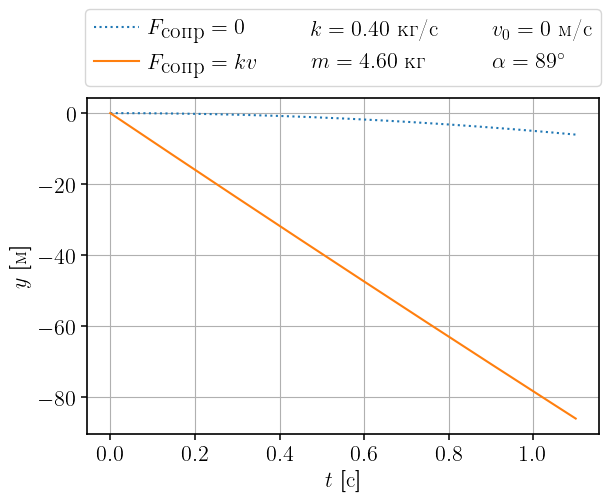 F_сопр = 0 k = 0.40 кг/с v_0 = 0 м/с
F_сопр = kv m = 4.60 кг α = 89°
0
−20
−40
−60
−80
y [м]
0.0 0.2 0.4 0.6 0.8 1.0
t [с]